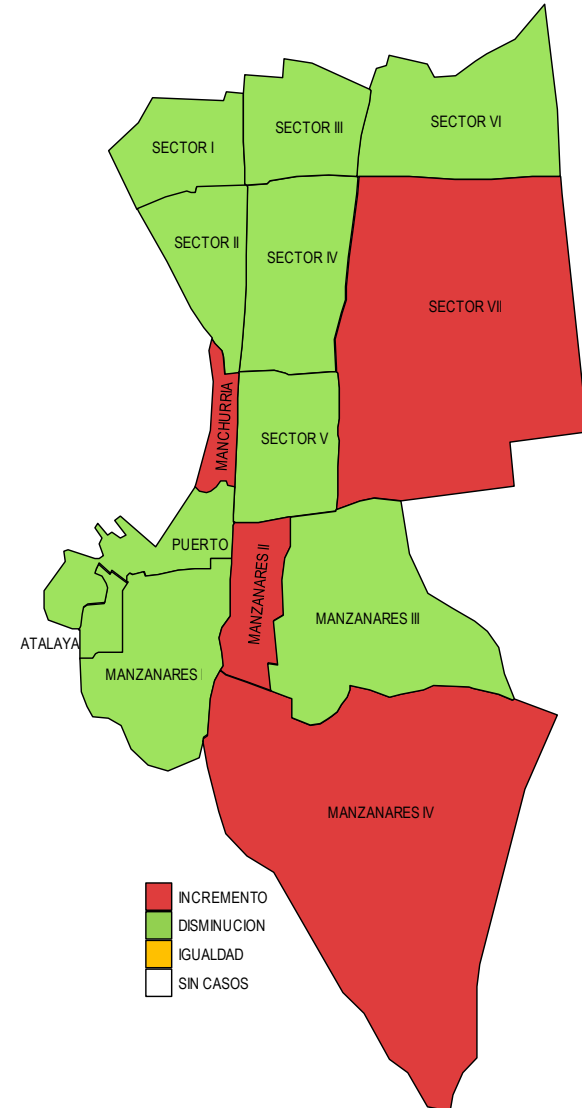 SECTOR VI
SECTOR III
SECTOR I
SECTOR II
SECTOR IV
SECTOR VII
MANCHURRIA
SECTOR V
PUERTO
MANZANARES II
MANZANARES III
ATALAYA
MANZANARES I
MANZANARES IV
INCREMENTO
DISMINUCION
IGUALDAD
SIN CASOS